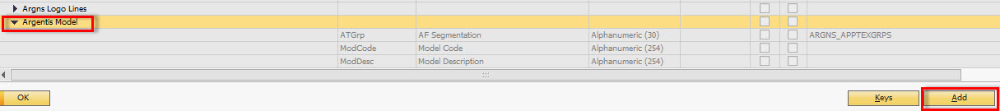 Argns Logo Lines
Argentis Model
ATGrp AF Segmentation Alphanumeric (30) ARGNS_APPTEXGRPS
ModCode Model Code Alphanumeric (254)
ModDesc Model Description Alphanumeric (254)
OK Keys Add